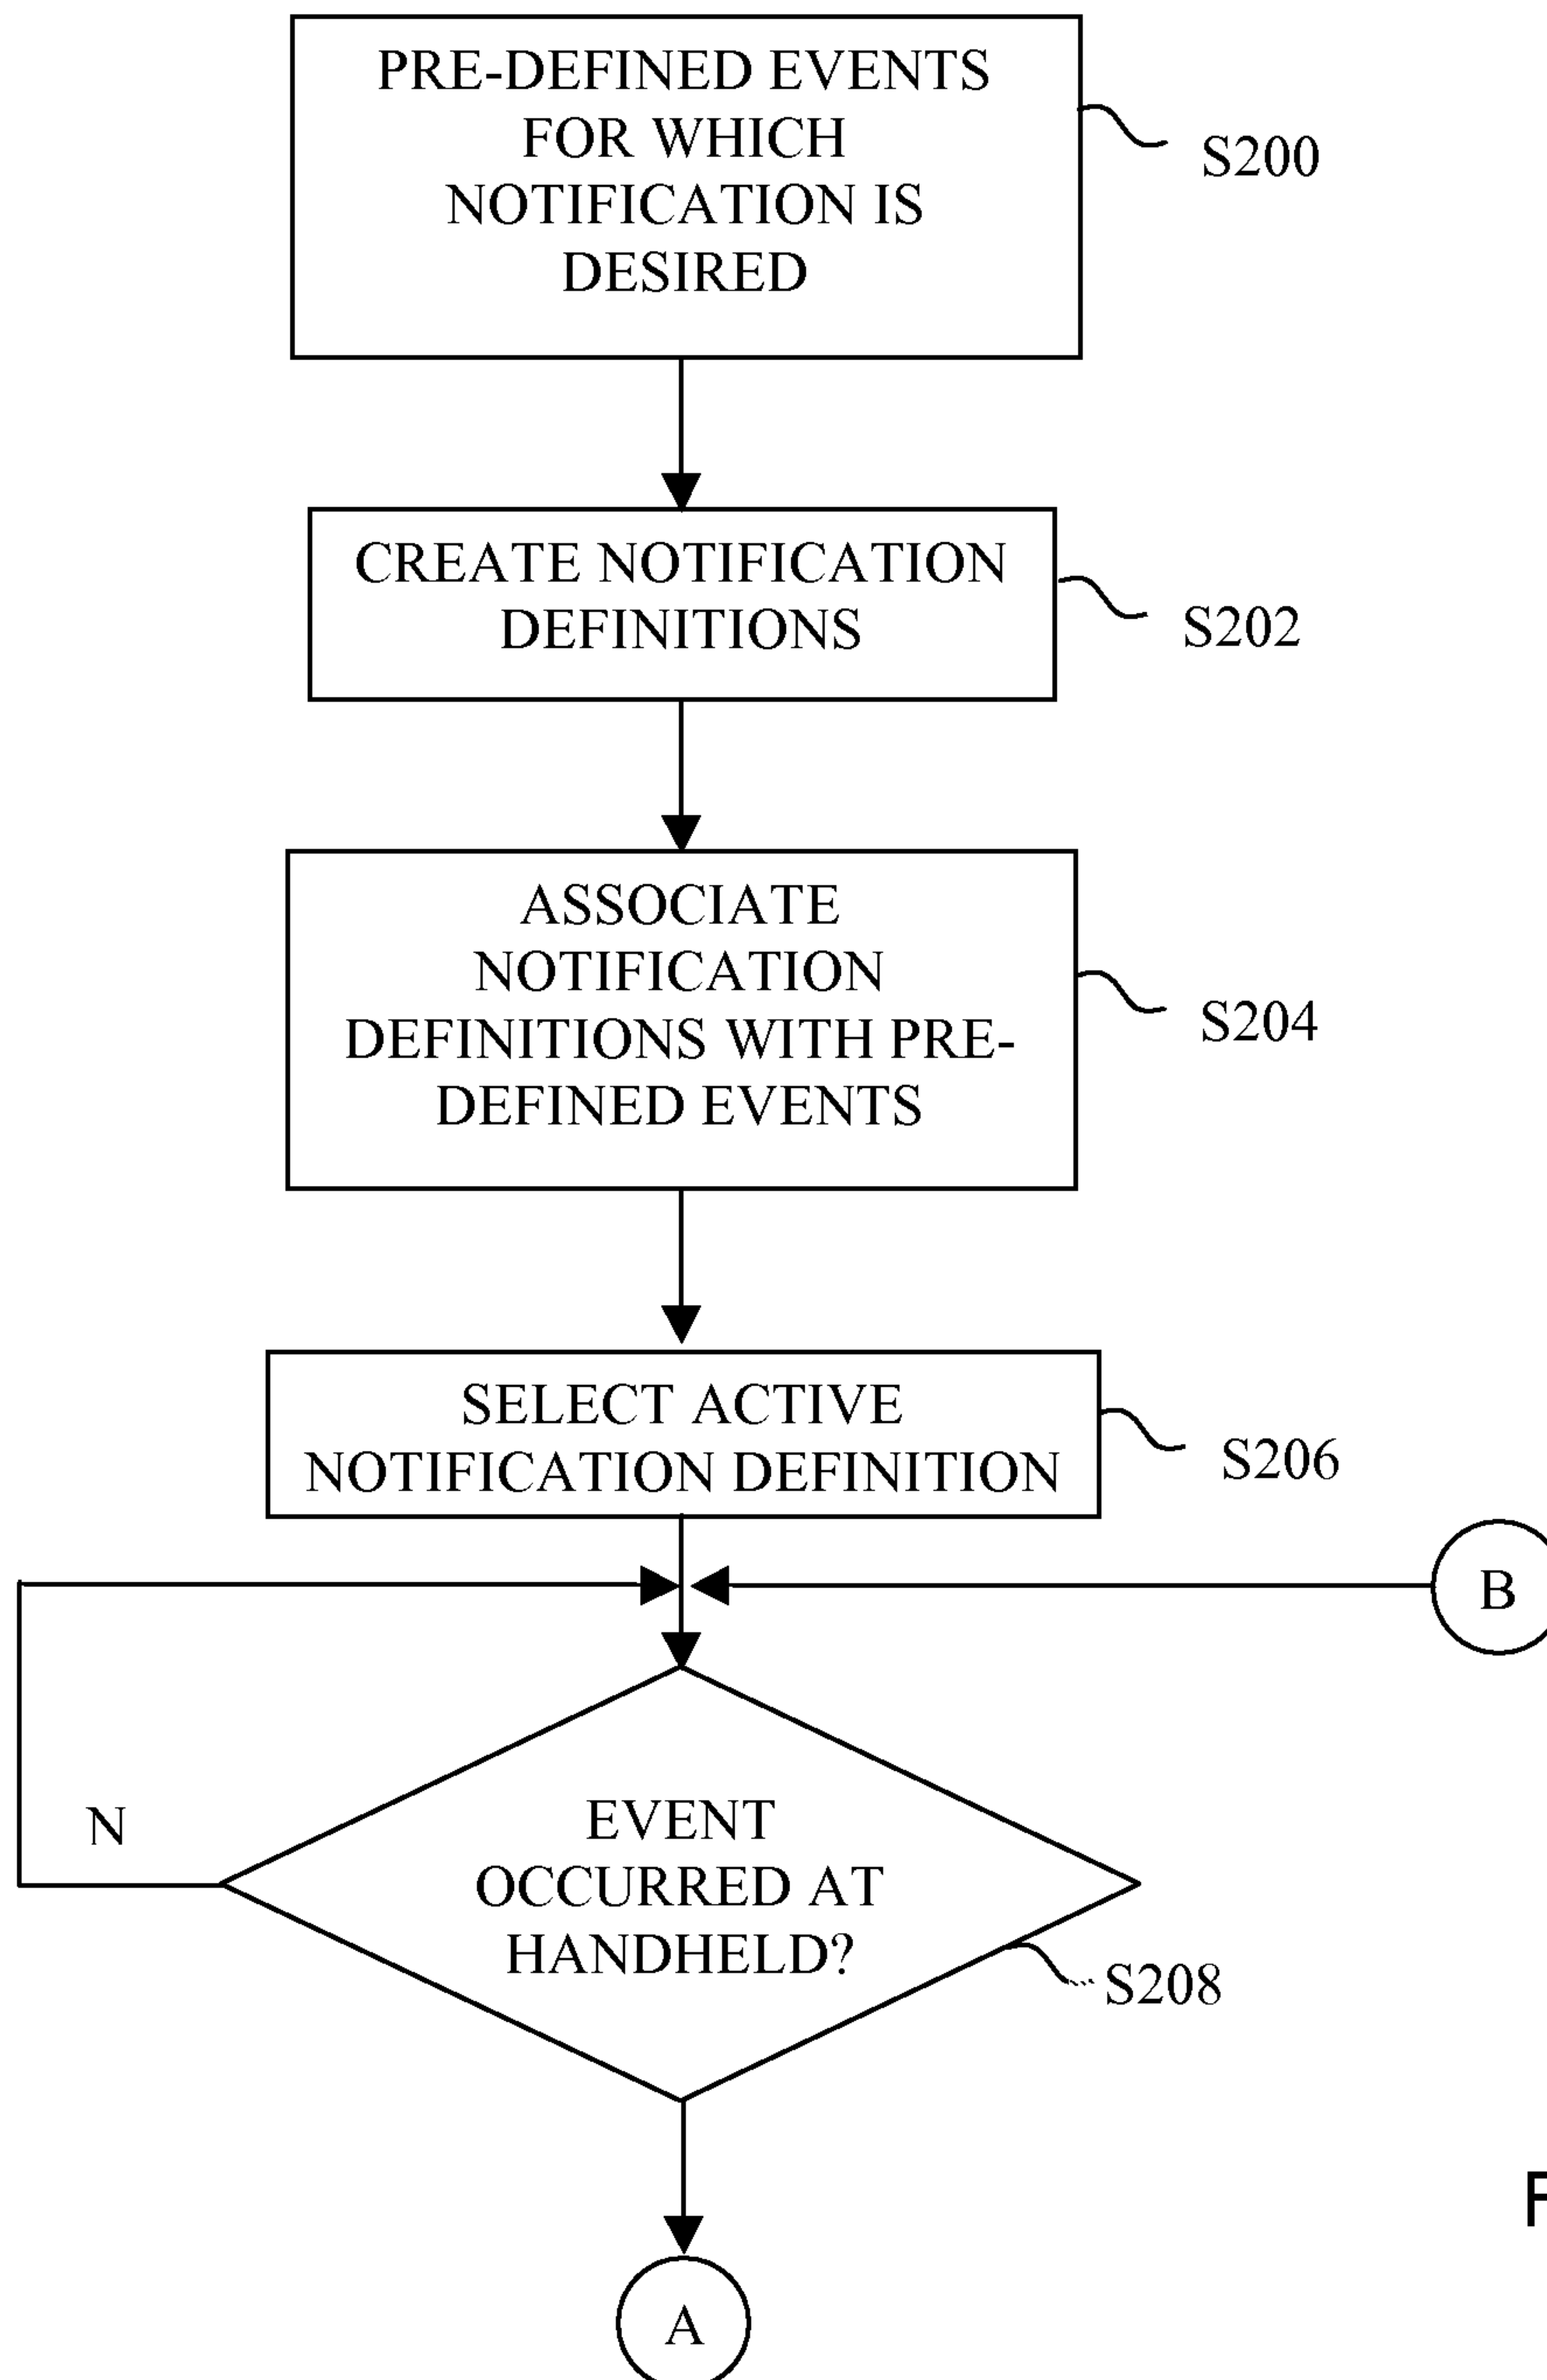 PRE-DEFINED EVENTS
FOR WHICH
NOTIFICATION IS
DESIRED
S200
CREATE NOTIFICATION
DEFINITIONS
S202
ASSOCIATE
NOTIFICATION
DEFINITIONS WITH PRE-
DEFINED EVENTS
S204
SELECT ACTIVE
NOTIFICATION DEFINITION
S206
B
N
EVENT
OCCURRED AT
HANDHELD?
S208
F
A